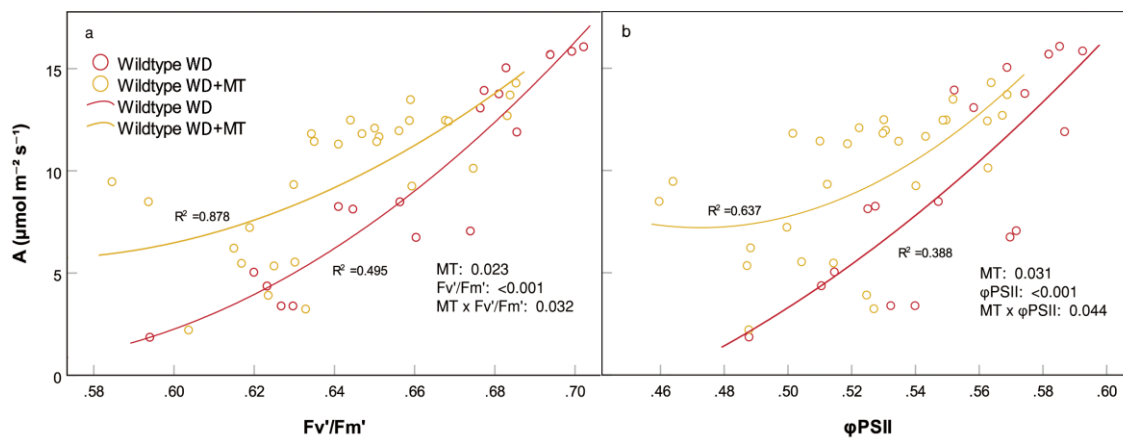 a
Wildtype WD
Wildtype WD+MT
Wildtype WD
Wildtype WD+MT
A (μmol m⁻² s⁻¹)
15
10
5
0
R² =0.878
R² =0.495
MT: 0.023
Fv'/Fm': <0.001
MT x Fv'/Fm': 0.032
.58 .60 .62 .64 .66 .68 .70
Fv'/Fm'
b
R² =0.637
R² =0.388
MT: 0.031
φPSII: <0.001
MT x φPSII: 0.044
.46 .48 .50 .52 .54 .56 .58 .60
φPSII